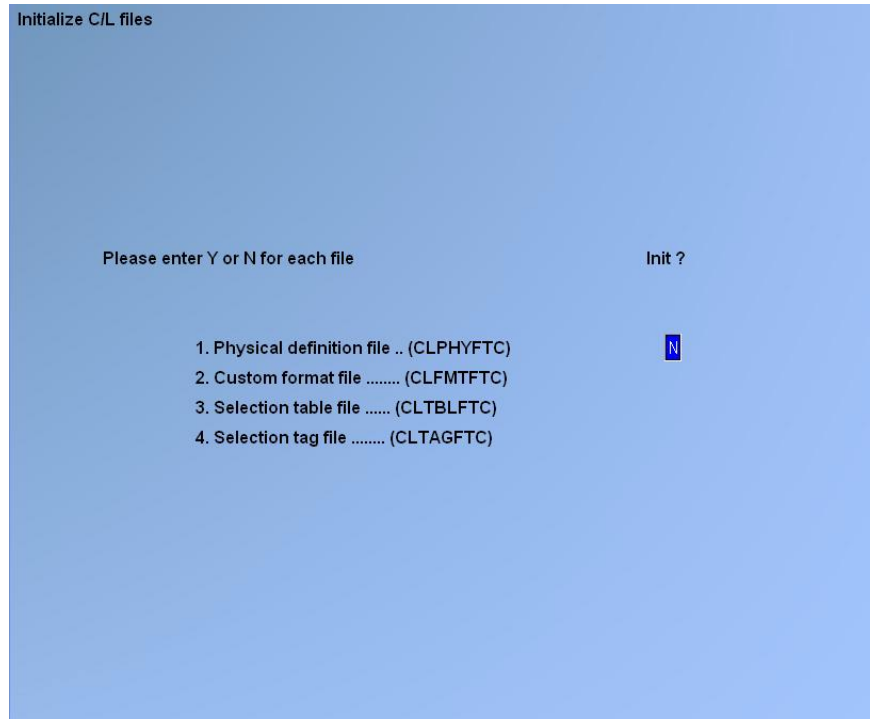 Initialize C/L files
Please enter Y or N for each file Init ?
1. Physical definition file .. (CLPHYFTC) N
2. Custom format file ........ (CLFMTFTC)
3. Selection table file ...... (CLTBLFTC)
4. Selection tag file ........ (CLTAGFTC)